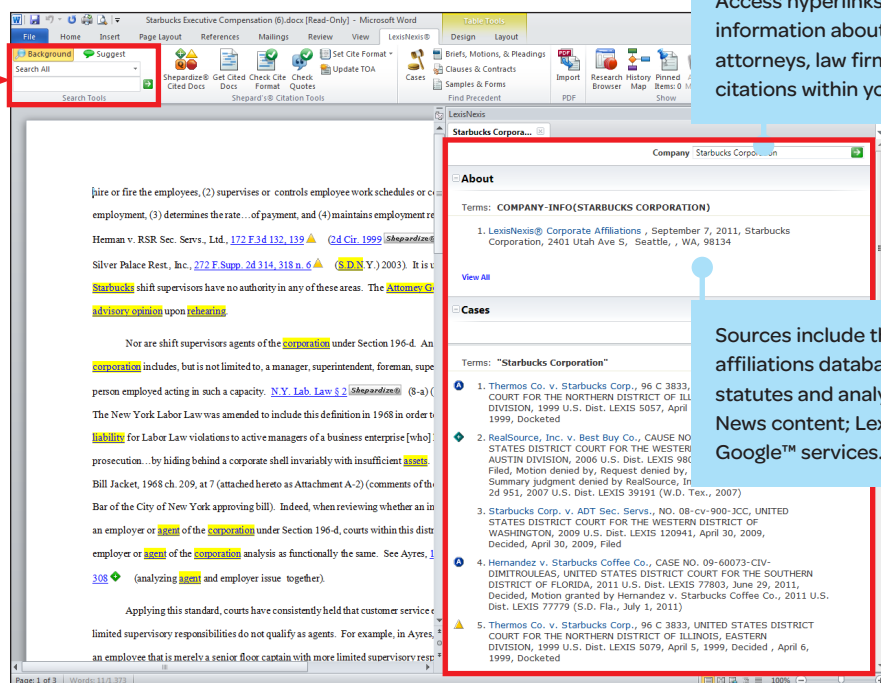 Starbucks Executive Compensation (6).docx [Read-Only] - Microsoft Word
Table Tools
File Home Insert Page Layout References Mailings Review View LexisNexis® Design Layout
Background Suggest
Search All
Search Tools
Shepardize® Cited Docs
Get Cited Docs
Check Cite Format
Check Quotes
Set Cite Format
Update TOA
Shepard's® Citation Tools
Cases
Briefs, Motions, & Pleadings
Clauses & Contracts
Samples & Forms
Find Precedent
PDF
Import
PDF
Research Browser
History Map
Pinned Items: 0
Show
Access hyperlinks
information about
attorneys, law firm
citations within yo
hire or fire the employees, (2) supervises or controls employee work schedules or c
employment, (3) determines the rate…of payment, and (4) maintains employment re
Herman v. RSR Sec. Servs., Ltd., 172 F.3d 132, 139 (2d Cir. 1999 Shepardize®
Silver Palace Rest., Inc., 272 F.Supp. 2d 314, 318 n. 6 (S.D.N.Y.) 2003). It is u
Starbucks shift supervisors have no authority in any of these areas. The Attorney G
advisory opinion upon rehearing.
Nor are shift supervisors agents of the corporation under Section 196-d. An
corporation includes, but is not limited to, a manager, superintendent, foreman, supe
person employed acting in such a capacity. N.Y. Lab. Law § 2 Shepardize® (8-a) (
The New York Labor Law was amended to include this definition in 1968 in order t
liability for Labor Law violations to active managers of a business enterprise [who]
prosecution…by hiding behind a corporate shell invariably with insufficient assets.
Bill Jacket, 1968 ch. 209, at 7 (attached hereto as Attachment A-2) (comments of the
Bar of the City of New York approving bill). Indeed, when reviewing whether an in
an employer or agent of the corporation under Section 196-d, courts within this distr
employer or agent of the corporation analysis as functionally the same. See Ayres, 1
308 (analyzing agent and employer issue together).
Applying this standard, courts have consistently held that customer service e
limited supervisory responsibilities do not qualify as agents. For example, in Ayres,
an employee that is merely a senior floor captain with more limited supervisory resp
Page: 1 of 3 Words: 11/1,373
LexisNexis
Starbucks Corpora...
Company Starbucks Corporation
About
Terms: COMPANY-INFO(STARBUCKS CORPORATION)
1. LexisNexis® Corporate Affiliations , September 7, 2011, Starbucks
Corporation, 2401 Utah Ave S, Seattle, , WA, 98134
View All
Cases
Terms: "Starbucks Corporation"
1. Thermos Co. v. Starbucks Corp., 96 C 3833,
COURT FOR THE NORTHERN DISTRICT OF ILL
DIVISION, 1999 U.S. Dist. LEXIS 5057, April
1999, Docketed
2. RealSource, Inc. v. Best Buy Co., CAUSE NO
STATES DISTRICT COURT FOR THE WESTERN
AUSTIN DIVISION, 2006 U.S. Dist. LEXIS 980
Filed, Motion denied by, Request denied by,
Summary judgment denied by RealSource, In
2d 951, 2007 U.S. Dist. LEXIS 39191 (W.D. Tex., 2007)
3. Starbucks Corp. v. ADT Sec. Servs., NO. 08-cv-900-JCC, UNITED
STATES DISTRICT COURT FOR THE WESTERN DISTRICT OF
WASHINGTON, 2009 U.S. Dist. LEXIS 120941, April 30, 2009,
Decided, April 30, 2009, Filed
4. Hernandez v. Starbucks Coffee Co., CASE NO. 09-60073-CIV-
DIMITROULEAS, UNITED STATES DISTRICT COURT FOR THE SOUTHERN
DISTRICT OF FLORIDA, 2011 U.S. Dist. LEXIS 77803, June 29, 2011,
Decided, Motion granted by Hernandez v. Starbucks Coffee Co., 2011 U.S.
Dist. LEXIS 77779 (S.D. Fla., July 1, 2011)
5. Thermos Co. v. Starbucks Corp., 96 C 3833, UNITED STATES DISTRICT
COURT FOR THE NORTHERN DISTRICT OF ILLINOIS, EASTERN
DIVISION, 1999 U.S. Dist. LEXIS 5079, April 5, 1999, Decided , April 6,
1999, Docketed
Sources include th
affiliations databa
statutes and analy
News content; Lex
Google™ services.
100%